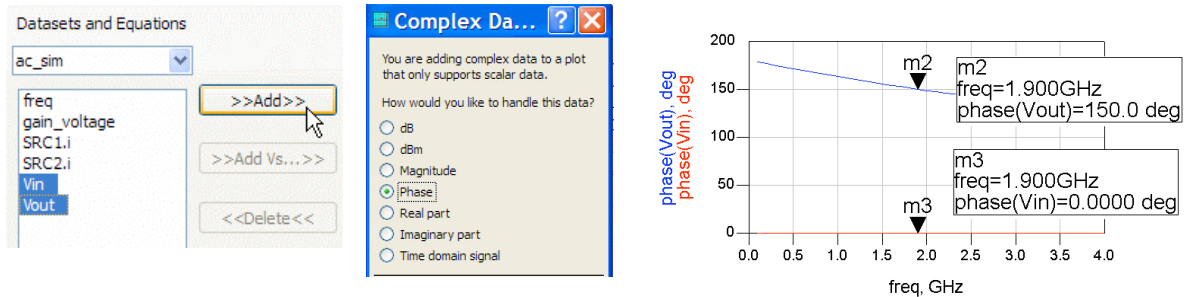 Datasets and Equations
ac_sim
freq
gain_voltage
SRC1.i
SRC2.i
Vin
Vout
>>Add>>
>>Add Vs...>>
<<Delete<<
Complex Da...
You are adding complex data to a plot
that only supports scalar data.
How would you like to handle this data?
dB
dBm
Magnitude
Phase
Real part
Imaginary part
Time domain signal
phase(Vout), deg
phase(Vin), deg
200
150
100
50
0
m2
m3
m2
freq=1.900GHz
phase(Vout)=150.0 deg
m3
freq=1.900GHz
phase(Vin)=0.0000 deg
0.0 0.5 1.0 1.5 2.0 2.5 3.0 3.5 4.0
freq, GHz